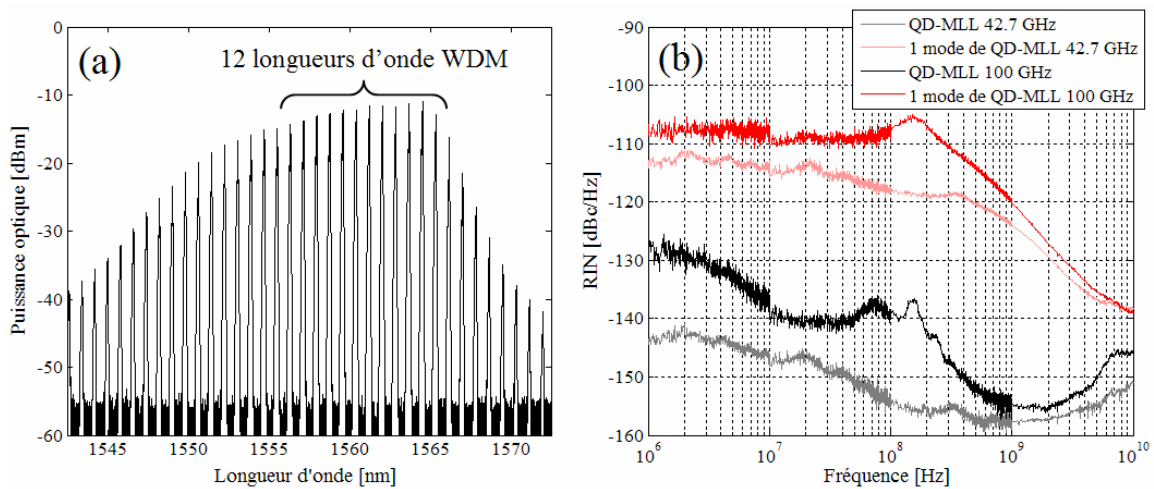 (a)
12 longueurs d'onde WDM
Puissance optique [dBm]
0
-10
-20
-30
-40
-50
-60
1545
1550
1555
1560
1565
1570
Longueur d'onde [nm]
(b)
QD-MLL 42.7 GHz
1 mode de QD-MLL 42.7 GHz
QD-MLL 100 GHz
1 mode de QD-MLL 100 GHz
RIN [dBc/Hz]
-90
-100
-110
-120
-130
-140
-150
-160
10^6
10^7
10^8
10^9
10^10
Fréquence [Hz]